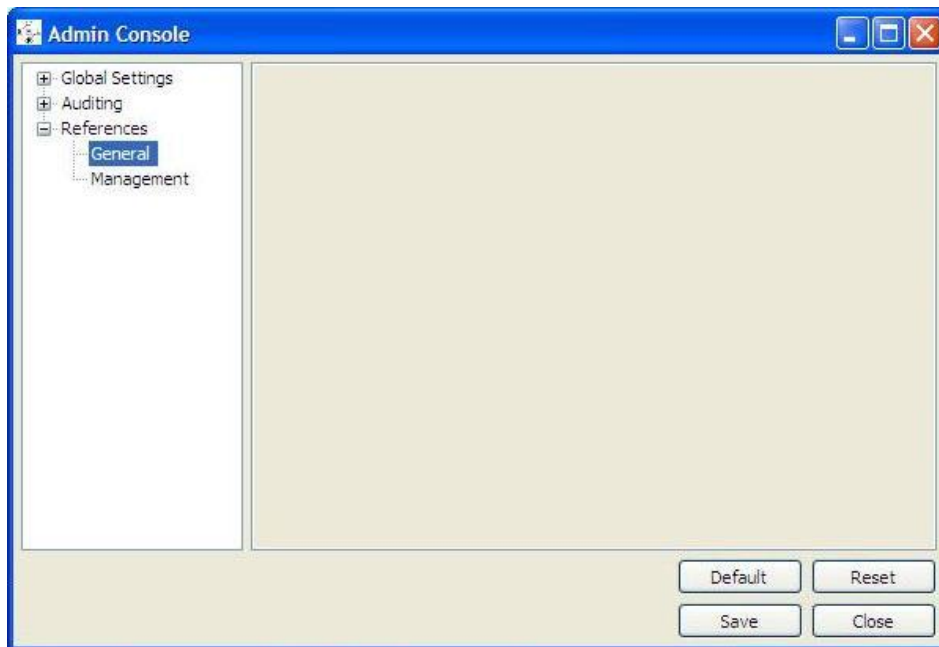 Admin Console
Global Settings
Auditing
References
General
Management
Default Reset
Save Close